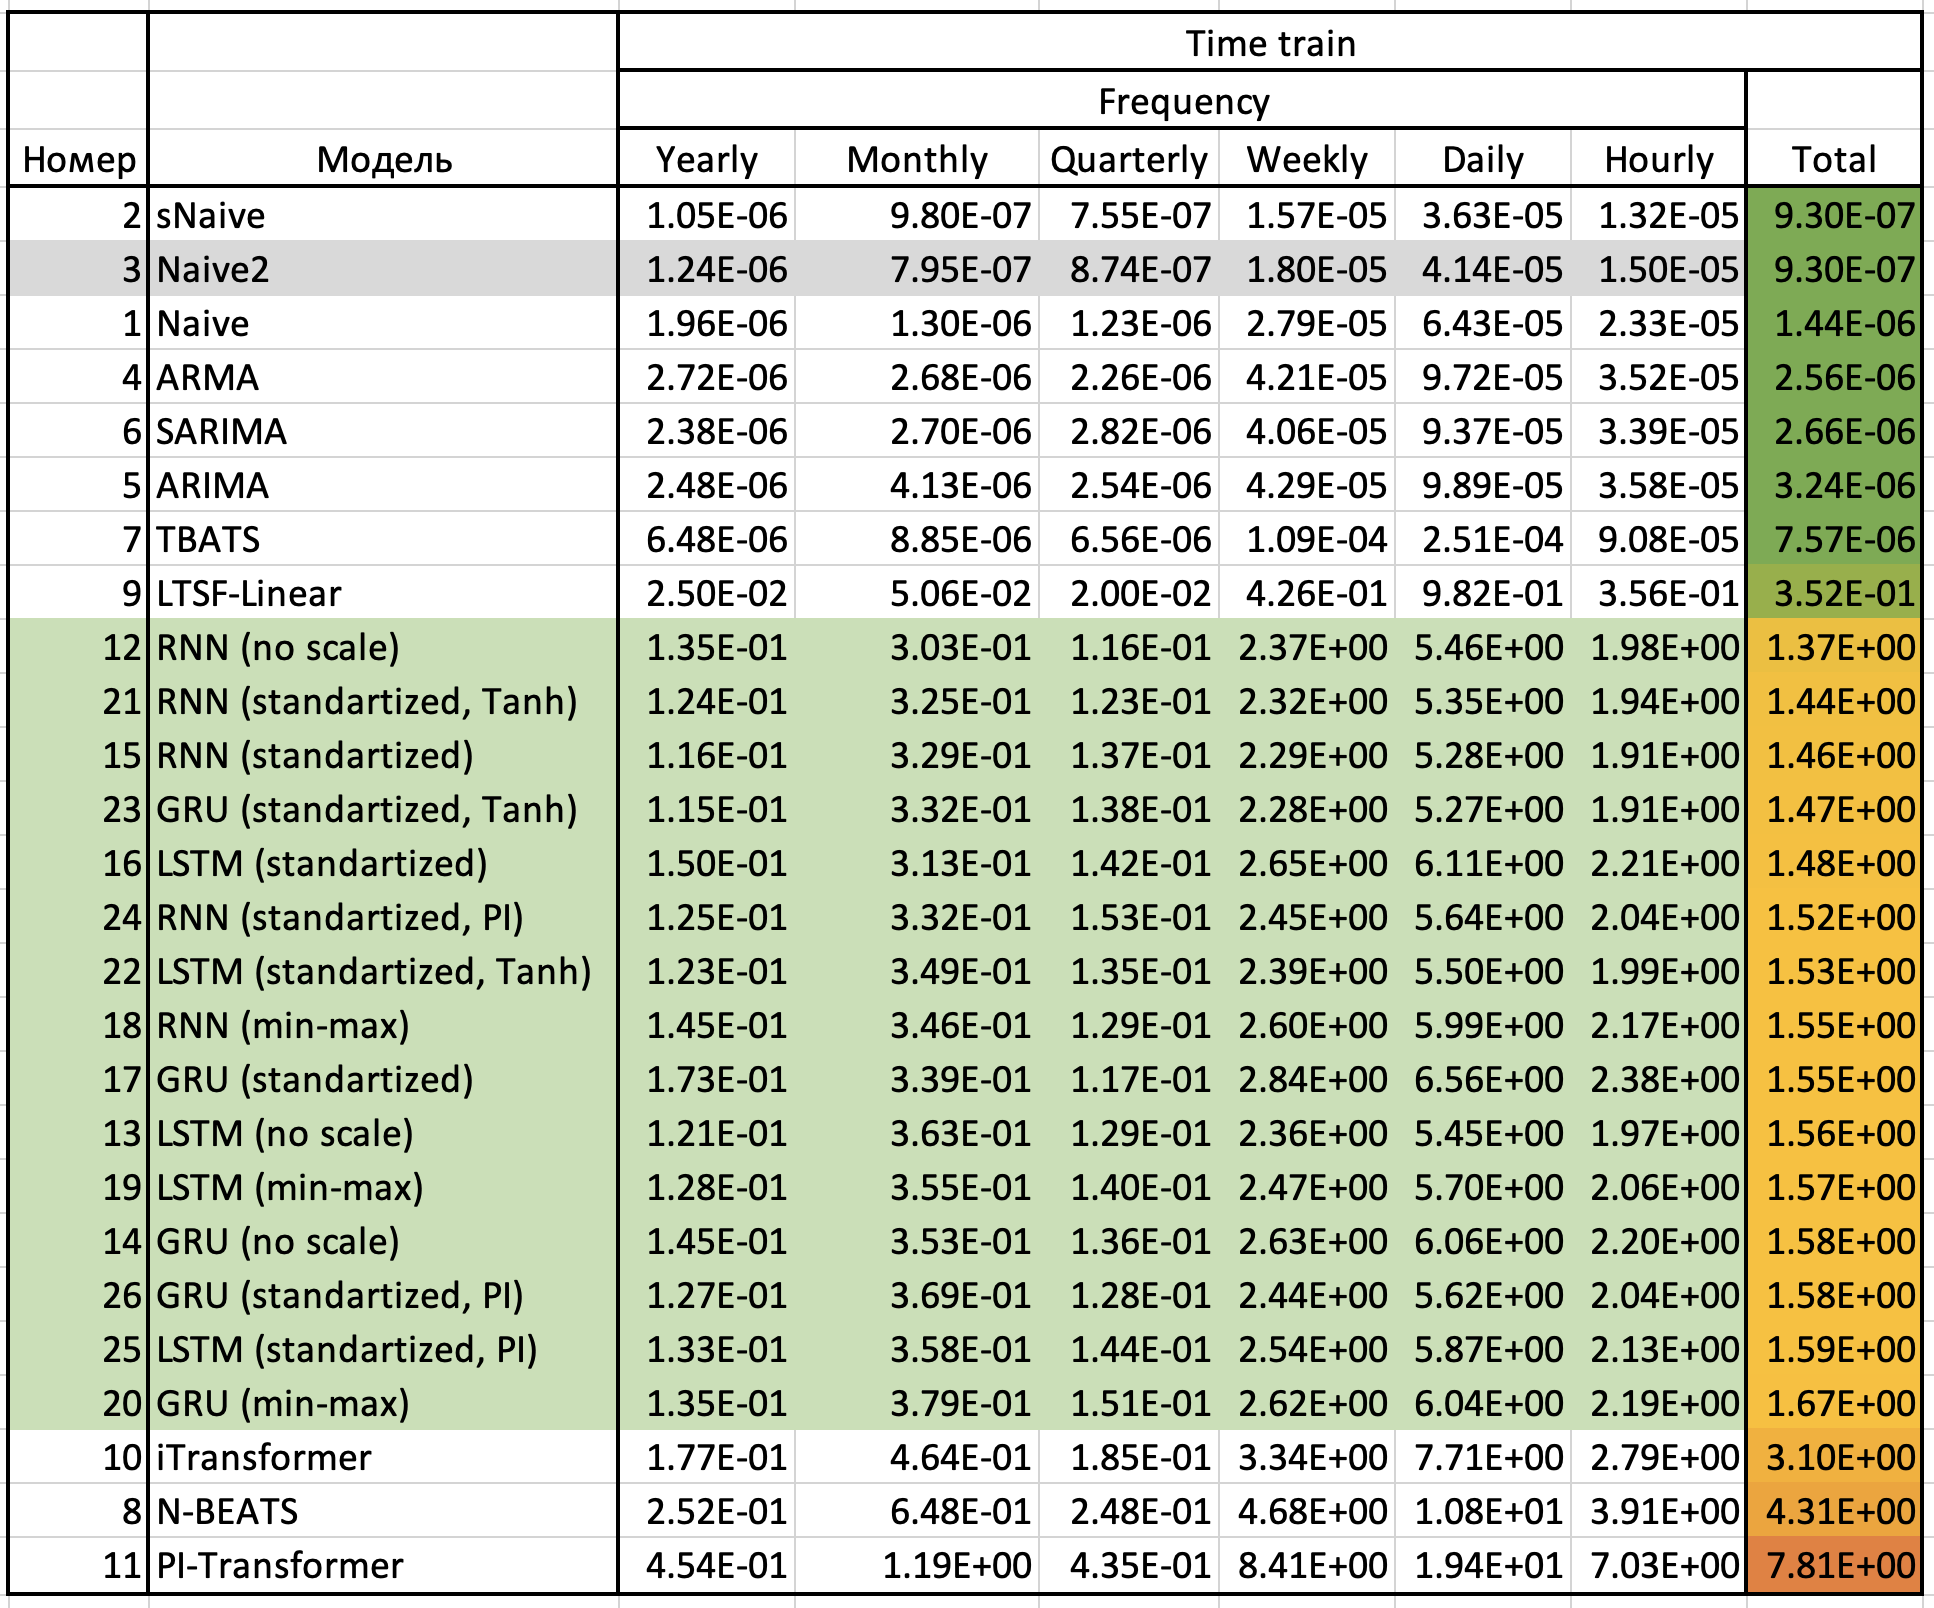 Time train
Frequency
Номер Модель Yearly Monthly Quarterly Weekly Daily Hourly Total
2 sNaive 1.05E-06 9.80E-07 7.55E-07 1.57E-05 3.63E-05 1.32E-05 9.30E-07
3 Naive2 1.24E-06 7.95E-07 8.74E-07 1.80E-05 4.14E-05 1.50E-05 9.30E-07
1 Naive 1.96E-06 1.30E-06 1.23E-06 2.79E-05 6.43E-05 2.33E-05 1.44E-06
4 ARMA 2.72E-06 2.68E-06 2.26E-06 4.21E-05 9.72E-05 3.52E-05 2.56E-06
6 SARIMA 2.38E-06 2.70E-06 2.82E-06 4.06E-05 9.37E-05 3.39E-05 2.66E-06
5 ARIMA 2.48E-06 4.13E-06 2.54E-06 4.29E-05 9.89E-05 3.58E-05 3.24E-06
7 TBATS 6.48E-06 8.85E-06 6.56E-06 1.09E-04 2.51E-04 9.08E-05 7.57E-06
9 LTSF-Linear 2.50E-02 5.06E-02 2.00E-02 4.26E-01 9.82E-01 3.56E-01 3.52E-01
12 RNN (no scale) 1.35E-01 3.03E-01 1.16E-01 2.37E+00 5.46E+00 1.98E+00 1.37E+00
21 RNN (standartized, Tanh) 1.24E-01 3.25E-01 1.23E-01 2.32E+00 5.35E+00 1.94E+00 1.44E+00
15 RNN (standartized) 1.16E-01 3.29E-01 1.37E-01 2.29E+00 5.28E+00 1.91E+00 1.46E+00
23 GRU (standartized, Tanh) 1.15E-01 3.32E-01 1.38E-01 2.28E+00 5.27E+00 1.91E+00 1.47E+00
16 LSTM (standartized) 1.50E-01 3.13E-01 1.42E-01 2.65E+00 6.11E+00 2.21E+00 1.48E+00
24 RNN (standartized, PI) 1.25E-01 3.32E-01 1.53E-01 2.45E+00 5.64E+00 2.04E+00 1.52E+00
22 LSTM (standartized, Tanh) 1.23E-01 3.49E-01 1.35E-01 2.39E+00 5.50E+00 1.99E+00 1.53E+00
18 RNN (min-max) 1.45E-01 3.46E-01 1.29E-01 2.60E+00 5.99E+00 2.17E+00 1.55E+00
17 GRU (standartized) 1.73E-01 3.39E-01 1.17E-01 2.84E+00 6.56E+00 2.38E+00 1.55E+00
13 LSTM (no scale) 1.21E-01 3.63E-01 1.29E-01 2.36E+00 5.45E+00 1.97E+00 1.56E+00
19 LSTM (min-max) 1.28E-01 3.55E-01 1.40E-01 2.47E+00 5.70E+00 2.06E+00 1.57E+00
14 GRU (no scale) 1.45E-01 3.53E-01 1.36E-01 2.63E+00 6.06E+00 2.20E+00 1.58E+00
26 GRU (standartized, PI) 1.27E-01 3.69E-01 1.28E-01 2.44E+00 5.62E+00 2.04E+00 1.58E+00
25 LSTM (standartized, PI) 1.33E-01 3.58E-01 1.44E-01 2.54E+00 5.87E+00 2.13E+00 1.59E+00
20 GRU (min-max) 1.35E-01 3.79E-01 1.51E-01 2.62E+00 6.04E+00 2.19E+00 1.67E+00
10 iTransformer 1.77E-01 4.64E-01 1.85E-01 3.34E+00 7.71E+00 2.79E+00 3.10E+00
8 N-BEATS 2.52E-01 6.48E-01 2.48E-01 4.68E+00 1.08E+01 3.91E+00 4.31E+00
11 PI-Transformer 4.54E-01 1.19E+00 4.35E-01 8.41E+00 1.94E+01 7.03E+00 7.81E+00